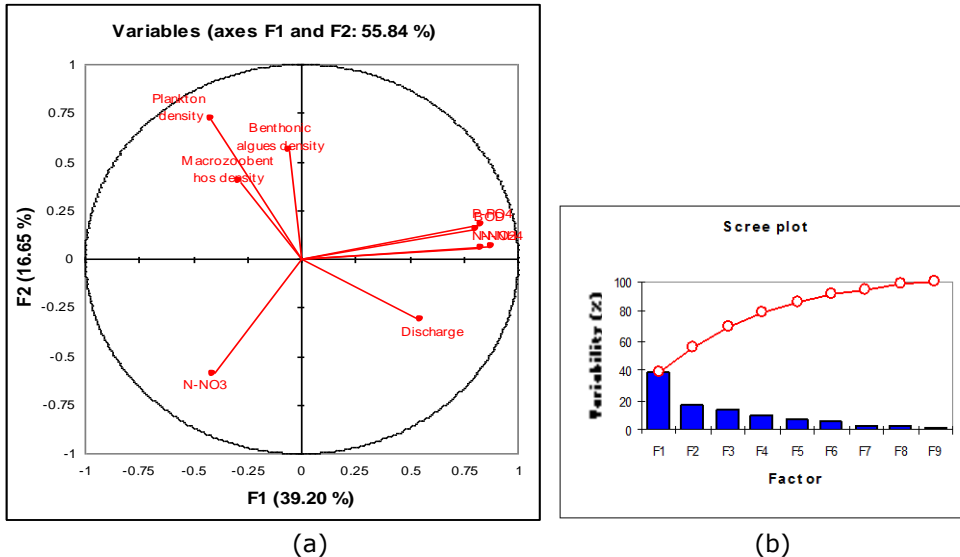 Variables (axes F1 and F2: 55.84 %)
1
0.75
0.5
0.25
0
-0.25
-0.5
-0.75
-1
F2 (16.65 %)
Plankton
density
Benthonic
algues density
Macrozoobent
hos density
P-PO4
BOD
Discharge
N-NO3
-1
-0.75
-0.5
-0.25
0
0.25
0.5
0.75
1
F1 (39.20 %)
(a)
Scree plot
100
80
60
40
20
0
Variability (%)
F1 F2 F3 F4 F5 F6 F7 F8 F9
Factor
(b)